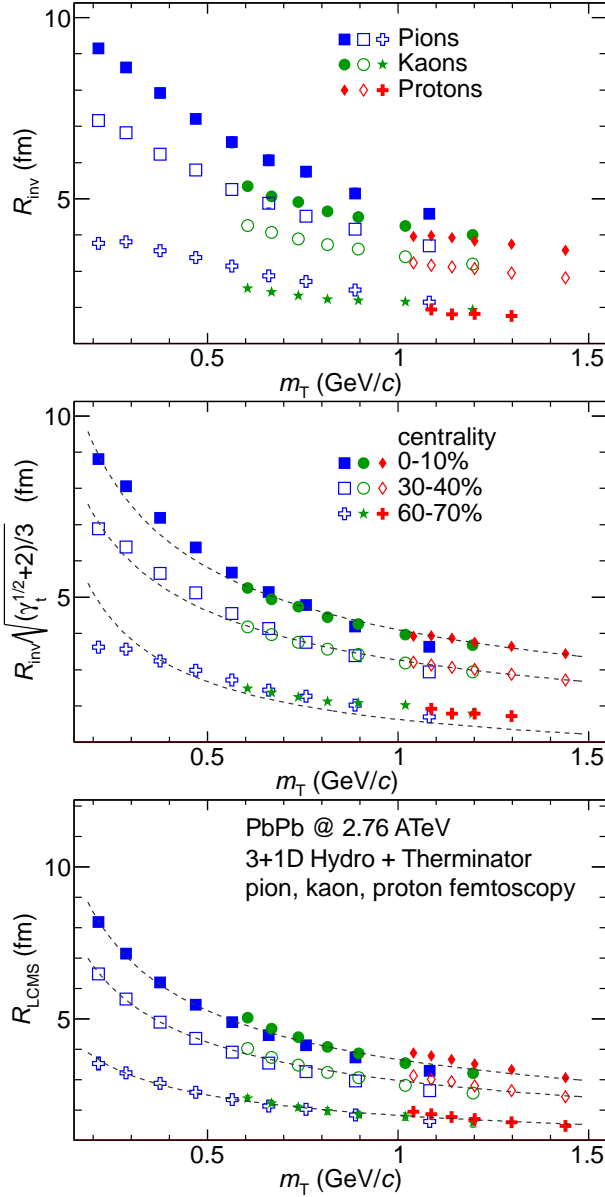 10
5
R_inv (fm)
Pions
Kaons
Protons
0.5
1
1.5
m_T (GeV/c)
10
5
R_inv/√(γ_t^1/2+2)/3 (fm)
centrality
0-10%
30-40%
60-70%
0.5
1
1.5
m_T (GeV/c)
10
5
R_LCMS (fm)
PbPb @ 2.76 ATeV
3+1D Hydro + Therminator
pion, kaon, proton femtoscopy
0.5
1
1.5
m_T (GeV/c)